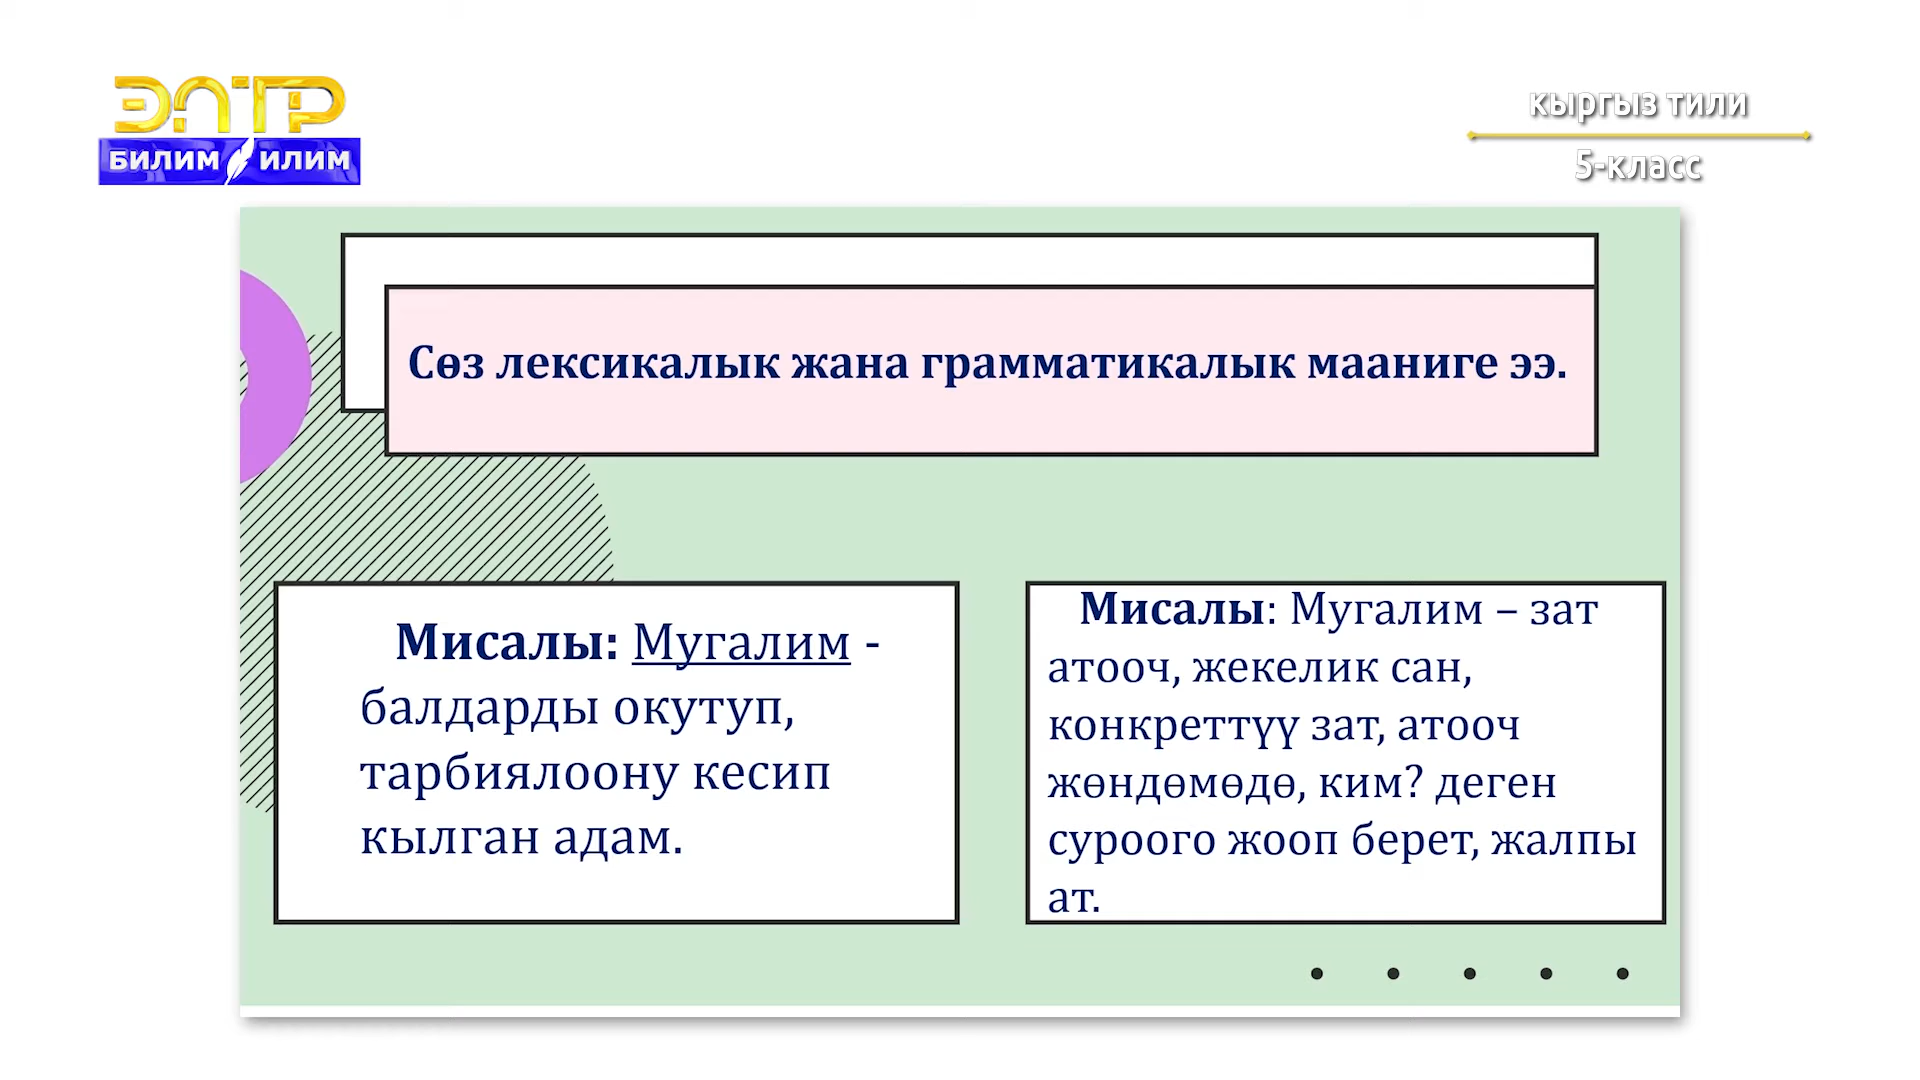 ЭЛТР
БИЛИМ ИЛИМ
кыргыз тили
5-класс
Сөз лексикалык жана грамматикалык мааниге ээ.
Мисалы: Мугалим -
балдарды окутуп,
тарбиялоону кесип
кылган адам.
Мисалы: Мугалим – зат
атооч, жекелик сан,
конкреттүү зат, атооч
жөндөмөдө, ким? деген
суроого жооп берет, жалпы
ат.